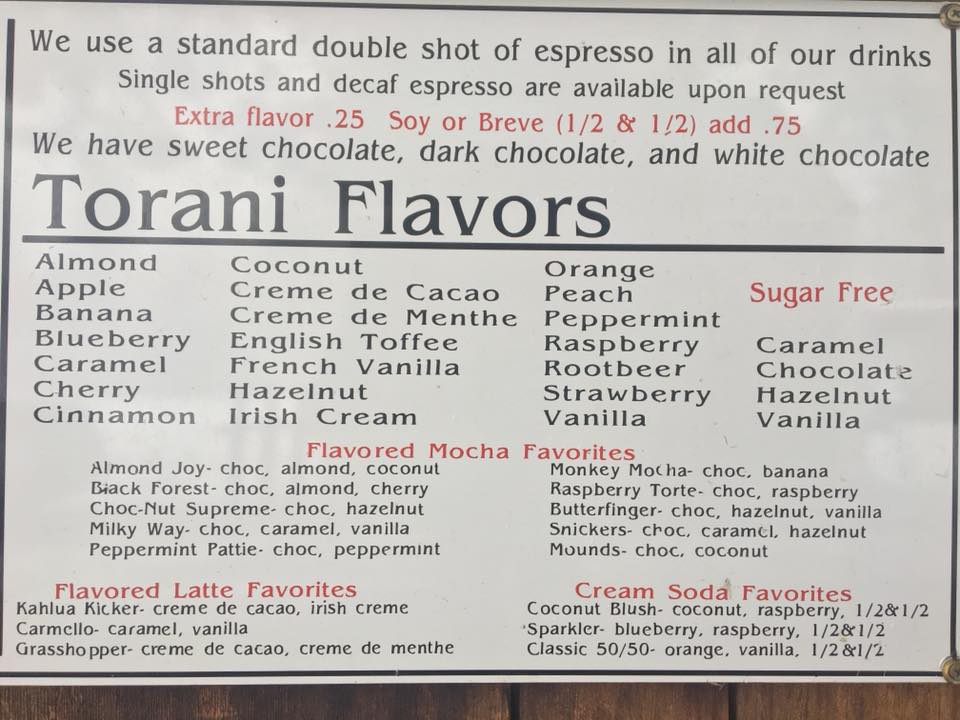 We use a standard double shot of espresso in all of our drinks
Single shots and decaf espresso are available upon request
Extra flavor .25 Soy or Breve (1/2 & 1/2) add .75
We have sweet chocolate, dark chocolate, and white chocolate
Torani Flavors
Almond
Apple
Banana
Blueberry
Caramel
Cherry
Cinnamon
Coconut
Creme de Cacao
Creme de Menthe
English Toffee
French Vanilla
Hazelnut
Irish Cream
Orange
Peach
Peppermint
Raspberry
Rootbeer
Strawberry
Vanilla
Sugar Free
Caramel
Chocolate
Hazelnut
Vanilla
Flavored Mocha Favorites
Almond Joy- choc, almond, coconut
Black Forest- choc, almond, cherry
Choc-Nut Supreme- choc, hazelnut
Milky Way- choc, caramel, vanilla
Peppermint Pattie- choc, peppermint
Monkey Mocha- choc, banana
Raspberry Torte- choc, raspberry
Butterfinger- choc, hazelnut, vanilla
Snickers- choc, caramel, hazelnut
Mounds- choc, coconut
Flavored Latte Favorites
Kahlua Kicker- creme de cacao, irish creme
Carmello- caramel, vanilla
Grasshopper- creme de cacao, creme de menthe
Cream Soda Favorites
Coconut Blush- coconut, raspberry, 1/2&1/2
Sparkler- blueberry, raspberry, 1/2&1/2
Classic 50/50- orange, vanilla, 1/2&1/2